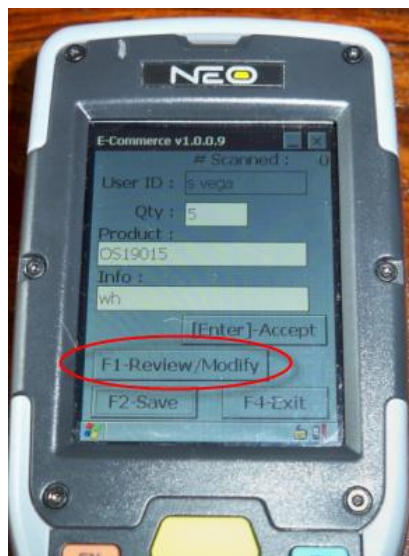 NEO
E-Commerce v1.0.0.9
# Scanned : 0
User ID : s vega
Qty : 5
Product :
OS19015
Info :
wh
[Enter]-Accept
F1-Review/Modify
F2-Save F4-Exit